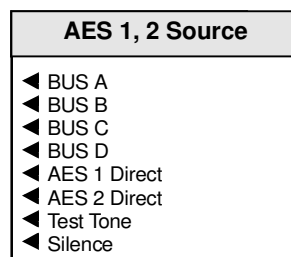 AES 1, 2 Source
BUS A
BUS B
BUS C
BUS D
AES 1 Direct
AES 2 Direct
Test Tone
Silence